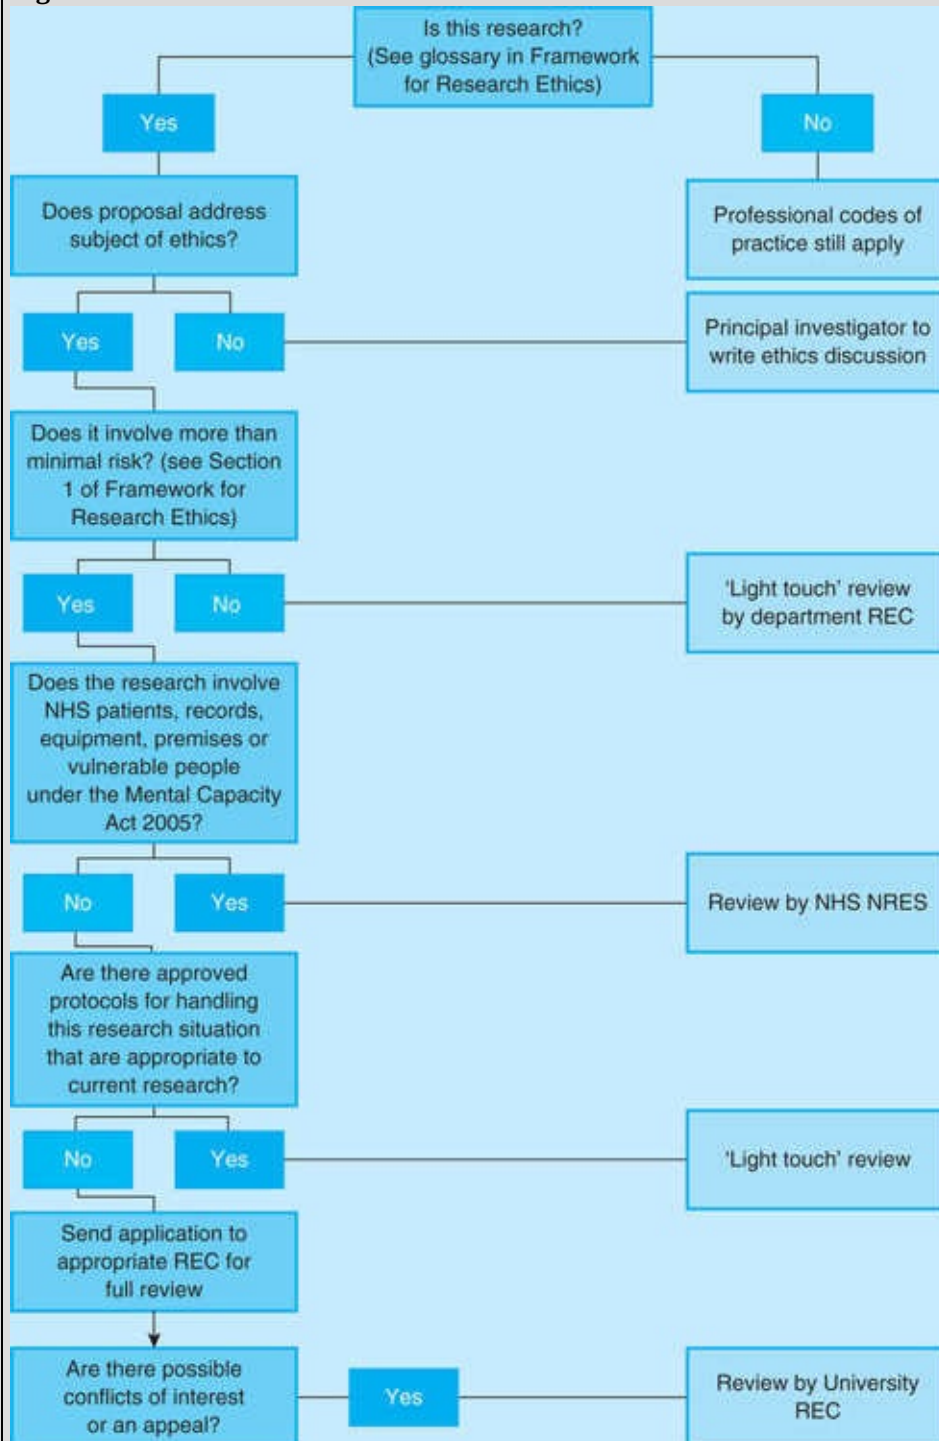 Is this research?
(See glossary in Framework
for Research Ethics)
Yes
No
Does proposal address
subject of ethics?
Professional codes of
practice still apply
Yes
No
Principal investigator to
write ethics discussion
Does it involve more than
minimal risk? (see Section
1 of Framework for
Research Ethics)
Yes
No
'Light touch' review
by department REC
Does the research involve
NHS patients, records,
equipment, premises or
vulnerable people
under the Mental Capacity
Act 2005?
No
Yes
Review by NHS NRES
Are there approved
protocols for handling
this research situation
that are appropriate to
current research?
No
Yes
'Light touch' review
Send application to
appropriate REC for
full review
Are there possible
conflicts of interest
or an appeal?
Yes
Review by University
REC